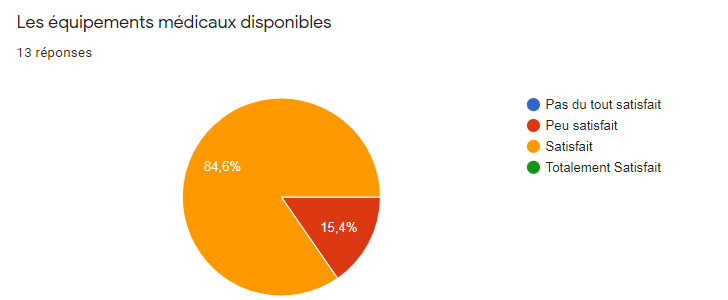 Les équipements médicaux disponibles
13 réponses
84,6%
15,4%
Pas du tout satisfait
Peu satisfait
Satisfait
Totalement Satisfait